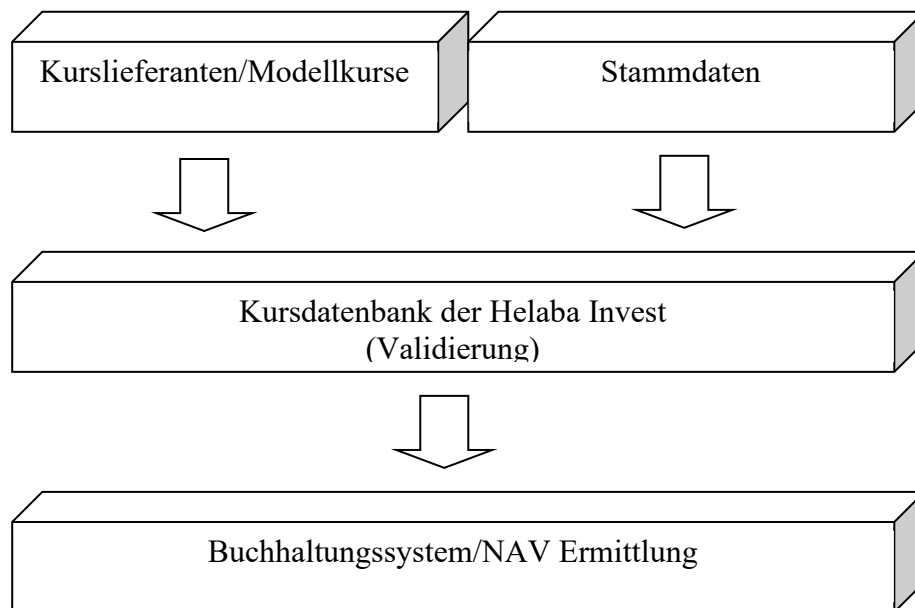 Kurslieferanten/Modellkurse
Stammdaten
Kursdatenbank der Helaba Invest
(Validierung)
Buchhaltungssystem/NAV Ermittlung